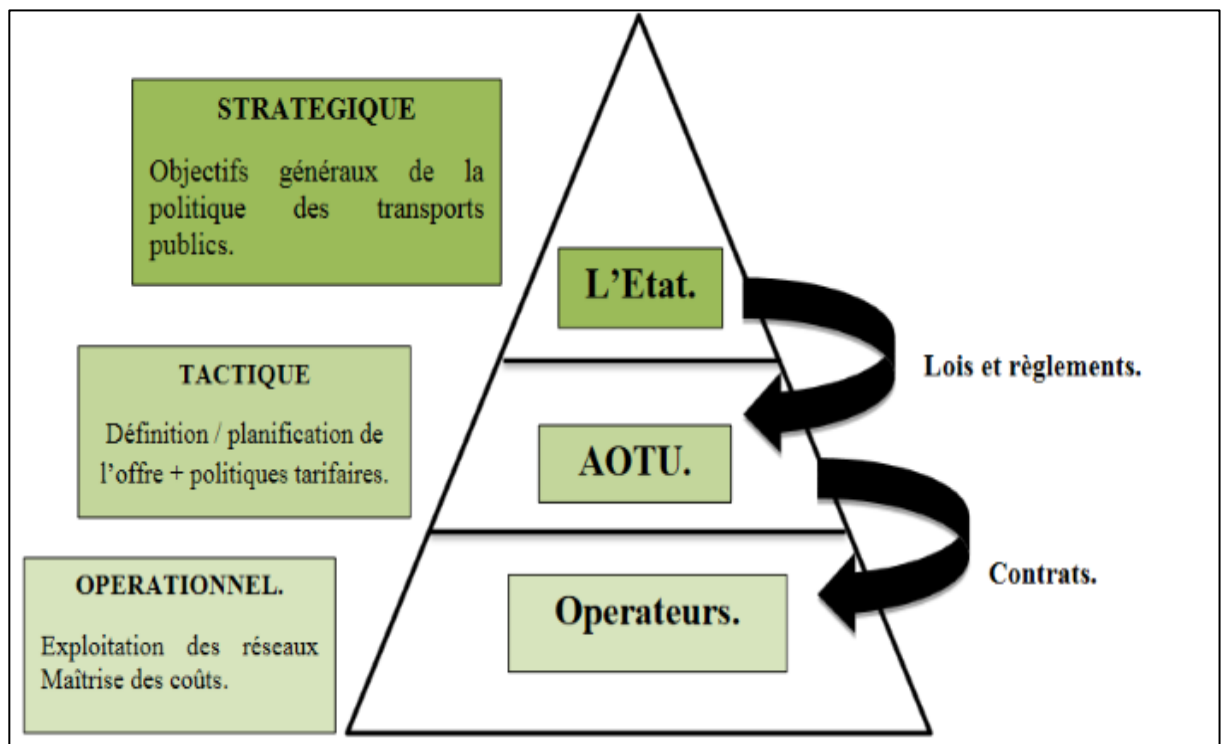 STRATEGIQUE
Objectifs généraux de la
politique des transports
publics.
L’Etat.
Lois et règlements.
TACTIQUE
Définition / planification de
l’offre + politiques tarifaires.
AOTU.
Contrats.
OPERATIONNEL.
Exploitation des réseaux
Maîtrise des coûts.
Operateurs.